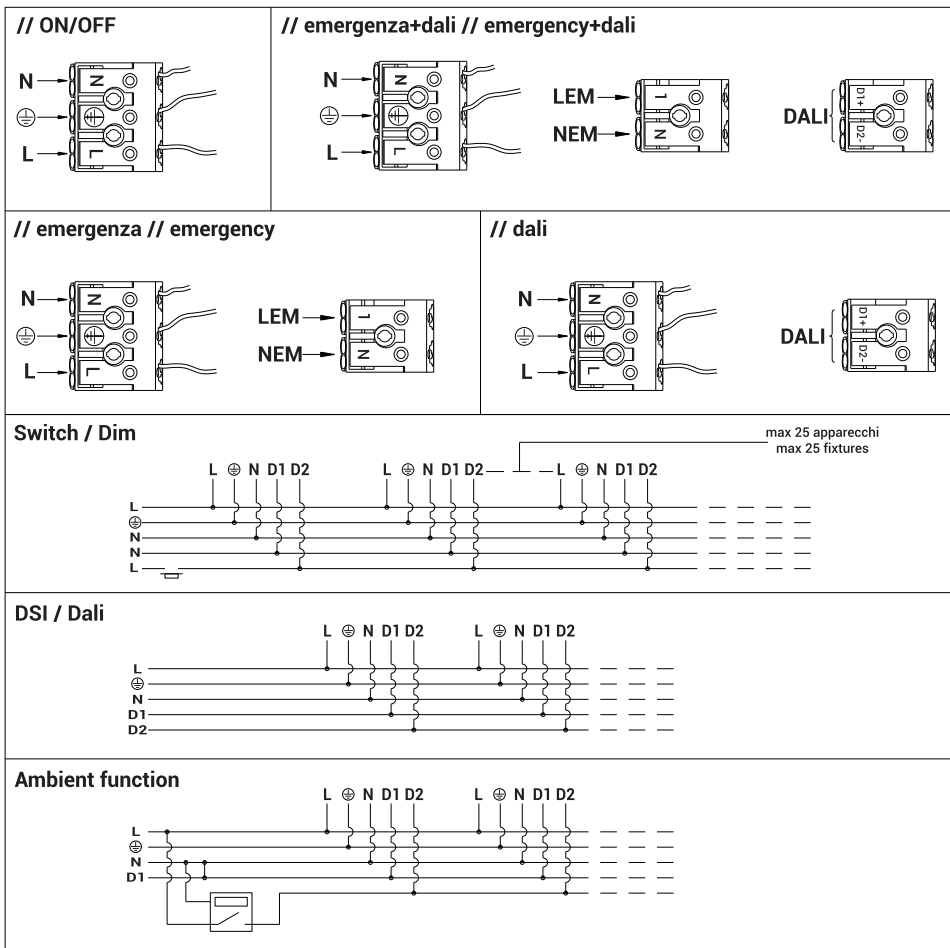 // ON/OFF
N
N
L
L
// emergenza+dali // emergency+dali
N
N
L
L
LEM
1
NEM
N
DALI
D1+
D2-
// emergenza // emergency
N
N
L
L
LEM
1
NEM
N
// dali
N
N
L
L
DALI
D1+
D2-
Switch / Dim
max 25 apparecchi
max 25 fixtures
L N D1 D2 L N D1 D2 L N D1 D2
L
N
N
L
DSI / Dali
L N D1 D2 L N D1 D2
L
N
D1
D2
Ambient function
L N D1 D2 L N D1 D2
L
N
D1